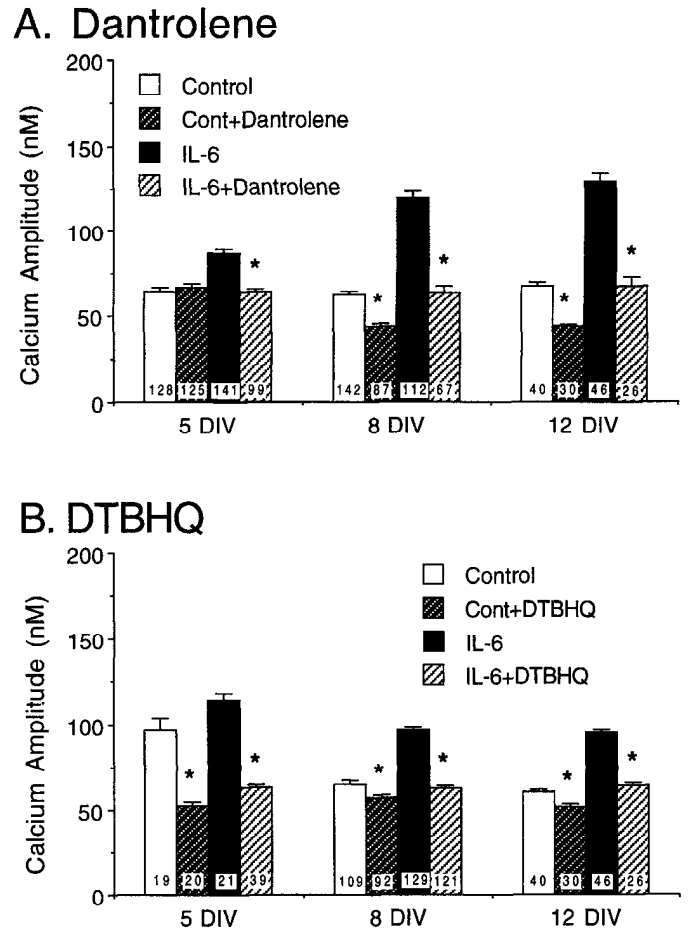 A. Dantrolene
200
150
100
50
0
Calcium Amplitude (nM)
Control
Cont+Dantrolene
IL-6
IL-6+Dantrolene
* * * * *
128 125 141 99 142 87 112 67 40 30 46 26
5 DIV 8 DIV 12 DIV
B. DTBHQ
200
150
100
50
0
Calcium Amplitude (nM)
Control
Cont+DTBHQ
IL-6
IL-6+DTBHQ
* * * * * *
19 20 21 39 109 92 129 121 40 30 46 26
5 DIV 8 DIV 12 DIV